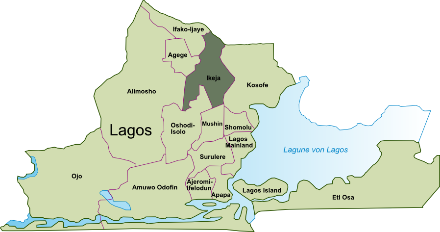 Ifako-Ijaye
Agege
Ikeja
Kosofe
Alimosho
Lagos
Oshodi-
Isolo
Mushin
Shomolu
Lagos
Mainland
Laguns von Lagos
Surulere
Ojo
Amuwo Odofin
Ajeromi-
Ifelodun
Apapa
Lagos Island
Eti Osa